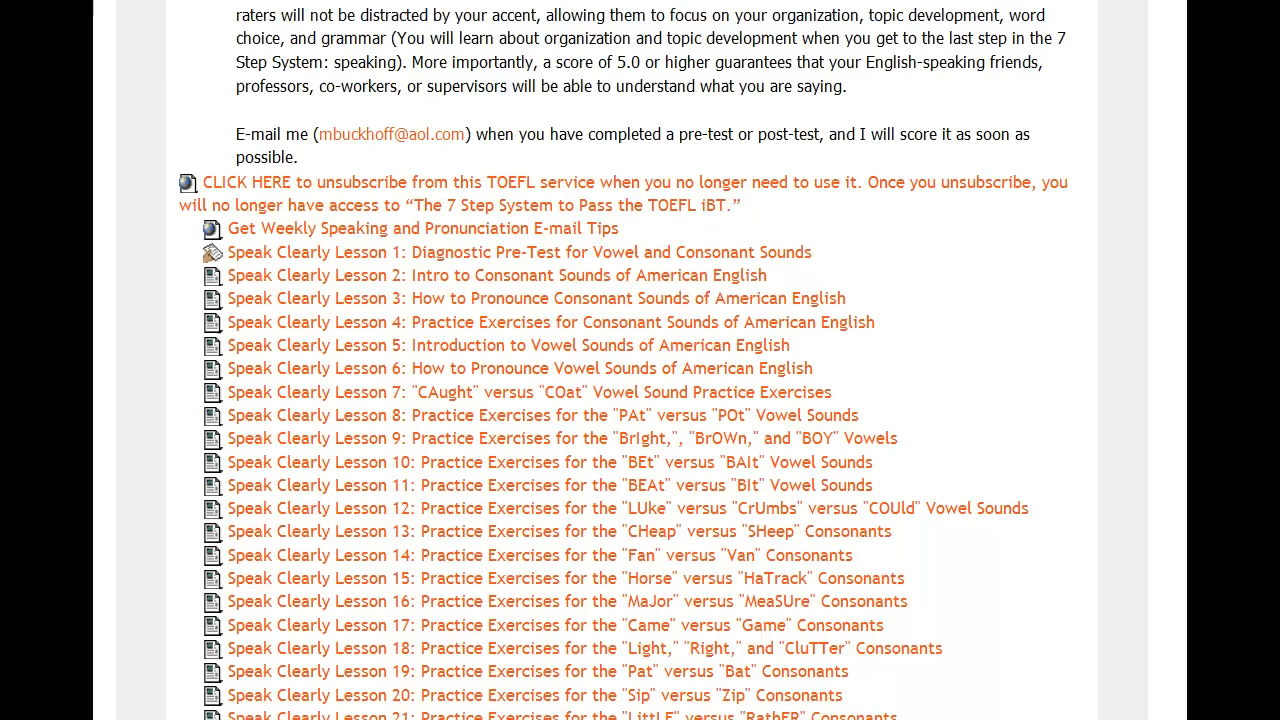 raters will not be distracted by your accent, allowing them to focus on your organization, topic development, word
choice, and grammar (You will learn about organization and topic development when you get to the last step in the 7
Step System: speaking). More importantly, a score of 5.0 or higher guarantees that your English-speaking friends,
professors, co-workers, or supervisors will be able to understand what you are saying.
E-mail me (mbuckhoff@aol.com) when you have completed a pre-test or post-test, and I will score it as soon as
possible.
CLICK HERE to unsubscribe from this TOEFL service when you no longer need to use it. Once you unsubscribe, you
will no longer have access to “The 7 Step System to Pass the TOEFL iBT.”
Get Weekly Speaking and Pronunciation E-mail Tips
Speak Clearly Lesson 1: Diagnostic Pre-Test for Vowel and Consonant Sounds
Speak Clearly Lesson 2: Intro to Consonant Sounds of American English
Speak Clearly Lesson 3: How to Pronounce Consonant Sounds of American English
Speak Clearly Lesson 4: Practice Exercises for Consonant Sounds of American English
Speak Clearly Lesson 5: Introduction to Vowel Sounds of American English
Speak Clearly Lesson 6: How to Pronounce Vowel Sounds of American English
Speak Clearly Lesson 7: "CAught" versus "COat" Vowel Sound Practice Exercises
Speak Clearly Lesson 8: Practice Exercises for the "PAt" versus "POt" Vowel Sounds
Speak Clearly Lesson 9: Practice Exercises for the "BrIght,", "BrOWn," and "BOY" Vowels
Speak Clearly Lesson 10: Practice Exercises for the "BEt" versus "BAIt" Vowel Sounds
Speak Clearly Lesson 11: Practice Exercises for the "BEAt" versus "BIt" Vowel Sounds
Speak Clearly Lesson 12: Practice Exercises for the "LUke" versus "CrUmbs" versus "COUld" Vowel Sounds
Speak Clearly Lesson 13: Practice Exercises for the "CHeap" versus "SHeep" Consonants
Speak Clearly Lesson 14: Practice Exercises for the "Fan" versus "Van" Consonants
Speak Clearly Lesson 15: Practice Exercises for the "Horse" versus "HaTrack" Consonants
Speak Clearly Lesson 16: Practice Exercises for the "MaJor" versus "MeaSUre" Consonants
Speak Clearly Lesson 17: Practice Exercises for the "Came" versus "Game" Consonants
Speak Clearly Lesson 18: Practice Exercises for the "Light," "Right," and "CluTTer" Consonants
Speak Clearly Lesson 19: Practice Exercises for the "Pat" versus "Bat" Consonants
Speak Clearly Lesson 20: Practice Exercises for the "Sip" versus "Zip" Consonants
Speak Clearly Lesson 21: Practice Exercises for the "LittLE" versus "RathER" Consonants